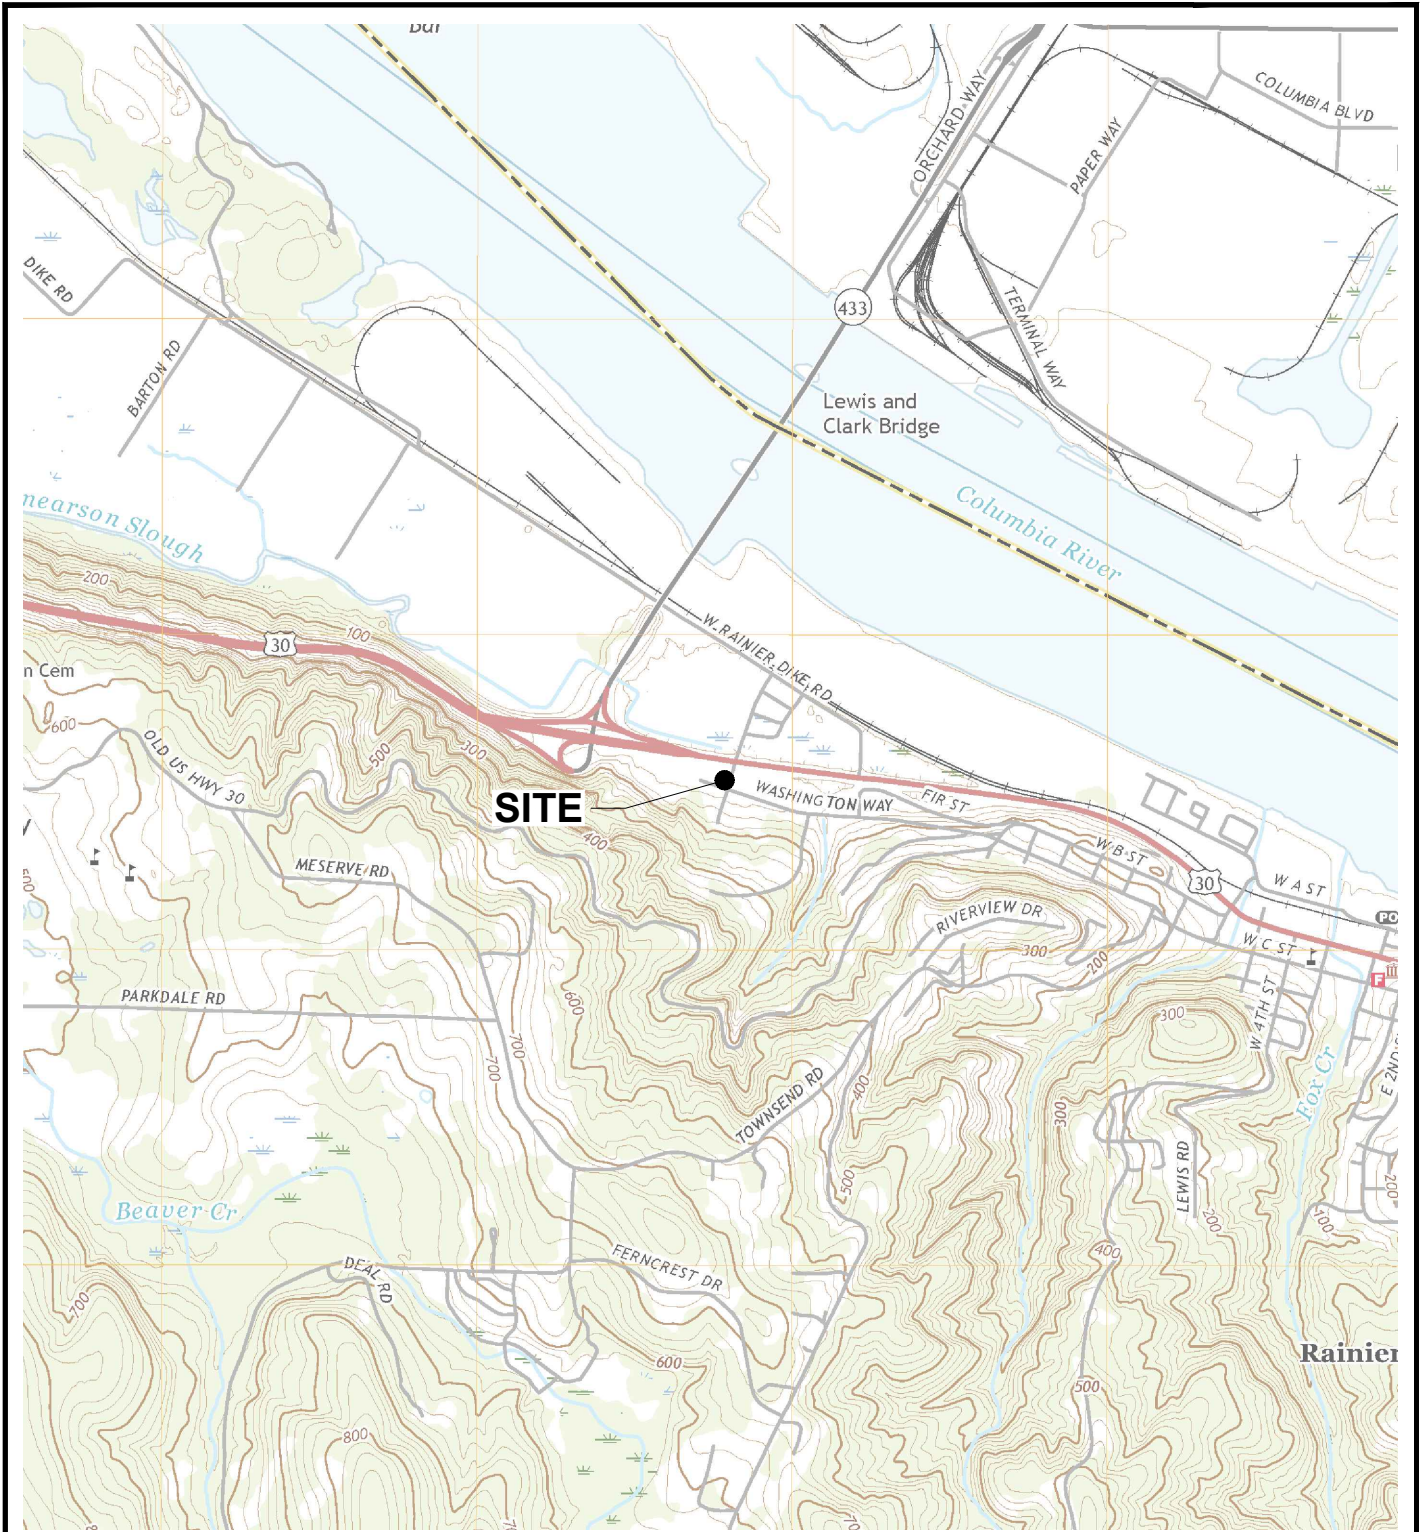 ORCHARD WAY
COLUMBIA BLVD
PAPER WAY
DIKE RD
433
TERMINAL WAY
BARTON RD
Lewis and
Clark Bridge
Columbia River
Slough
200
100
30
W RAINIER DIKE RD
n Cem
600
OLD US HWY 30
500
300
SITE
WASHINGTON WAY
FIR ST
400
W B ST
MESERVE RD
30
W A ST
RIVERVIEW DR
300
200
W C ST
F
PARKDALE RD
600
700
700
300
W 4TH ST
TOWNSEND RD
400
300
Fox Cr
E 2ND
LEWIS RD
500
200
100
200
Beaver Cr
400
DEAL RD
FERNCREST DR
700
600
Rainier
500
800